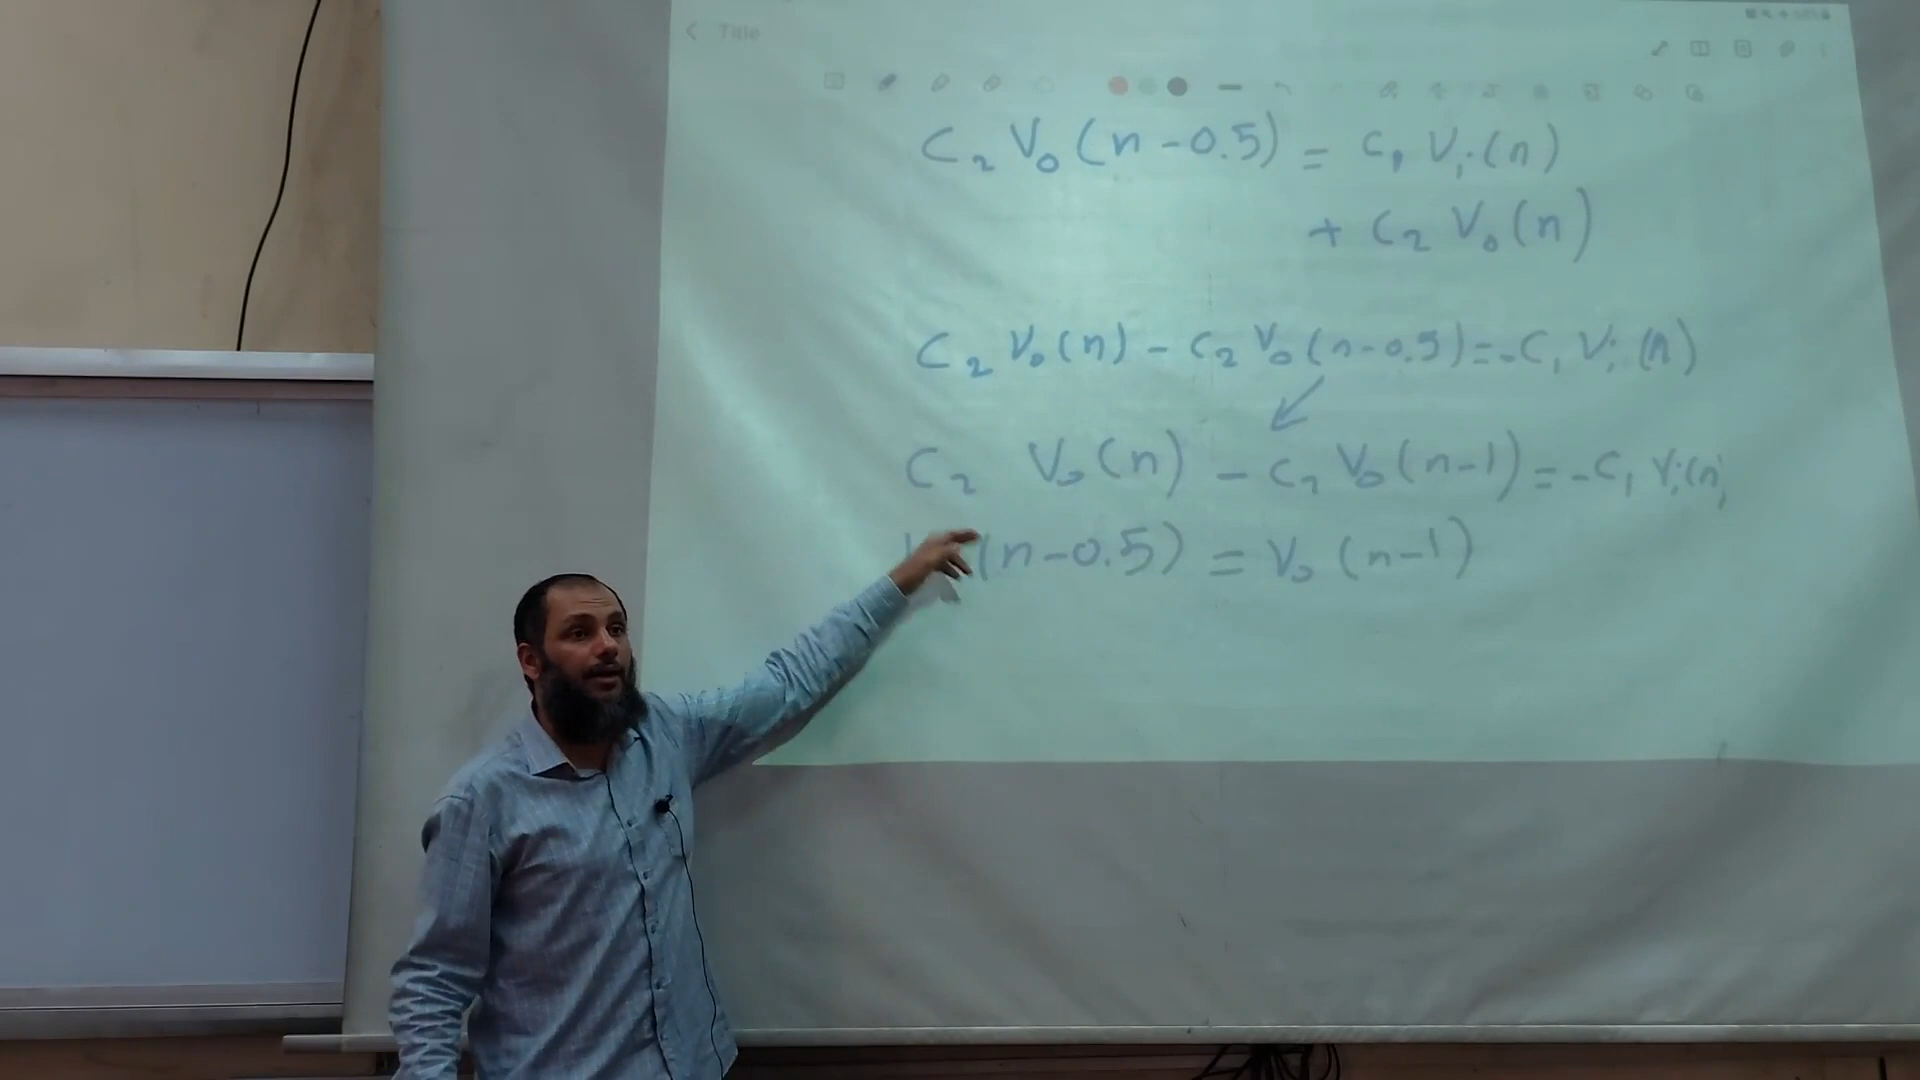 Title
C₂ V₀ (n - 0.5) = C₁ Vᵢ (n)
+ C₂ V₀ (n)
C₂ V₀ (n) - C₂ V₀ (n - 0.5) = - C₁ Vᵢ (n)
C₂ V₀ (n) - C₂ V₀ (n-1) = - C₁ Vᵢ (n)
(n - 0.5) = V₀ (n-1)